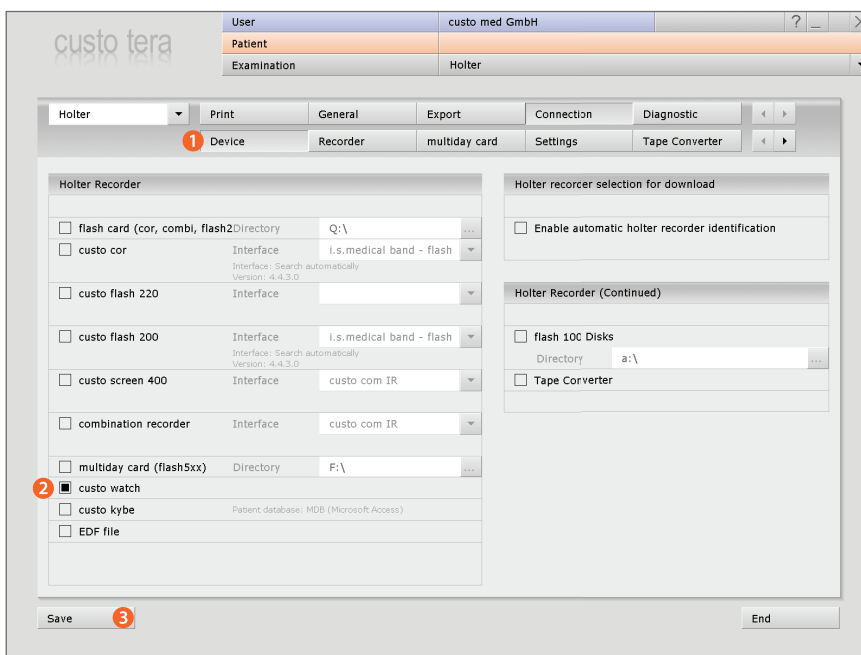 custo tera
User custo med GmbH ? _ X
Patient
Examination Holter
Holter Print General Export Connection Diagnostic
1 Device Recorder multiday card Settings Tape Converter
Holter Recorder
flash card (cor, combi, flash2 Directory Q:\ ...
custo cor Interface i.s.medical band - flash
Interface: Search automatically
Version: 4.4.3.0
custo flash 220 Interface
custo flash 200 Interface i.s.medical band - flash
Interface: Search automatically
Version: 4.4.3.0
custo screen 400 Interface custo com IR
combination recorder Interface custo com IR
multiday card (flash5xx) Directory F:\ ...
2 custo watch
custo kybe Patient database: MDB (Microsoft Access)
EDF file
Holter recorder selection for download
Enable automatic holter recorder identification
Holter Recorder (Continued)
flash 100 Disks
Directory a:\ ...
Tape Converter
Save 3
End